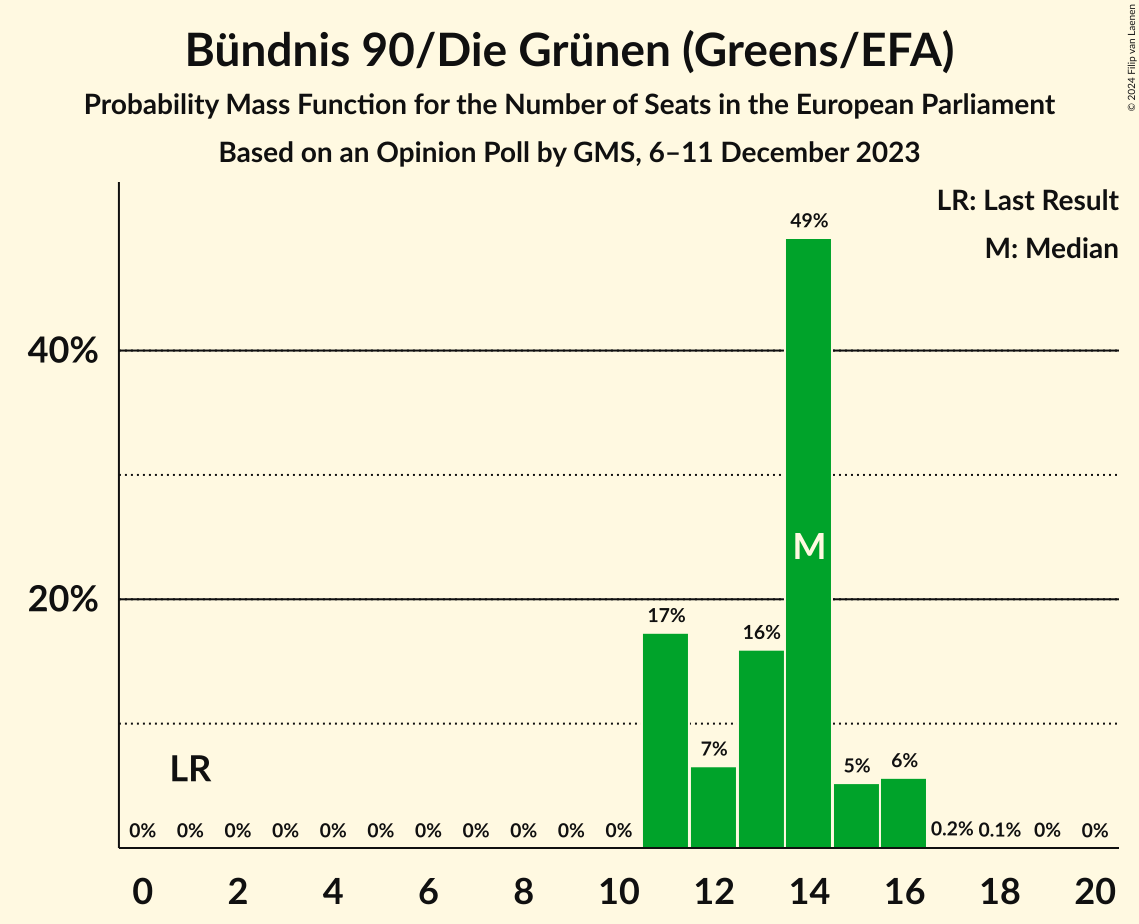 Bündnis 90/Die Grünen (Greens/EFA)
Probability Mass Function for the Number of Seats in the European Parliament
Based on an Opinion Poll by GMS, 6–11 December 2023
© 2024 Filip van Laenen
LR: Last Result
M: Median
49%
40%
M
20%
17%
16%
7%
5%
6%
LR
0% 0% 0% 0% 0% 0% 0% 0% 0% 0% 0% 0.2% 0.1% 0% 0%
0 2 4 6 8 10 12 14 16 18 20